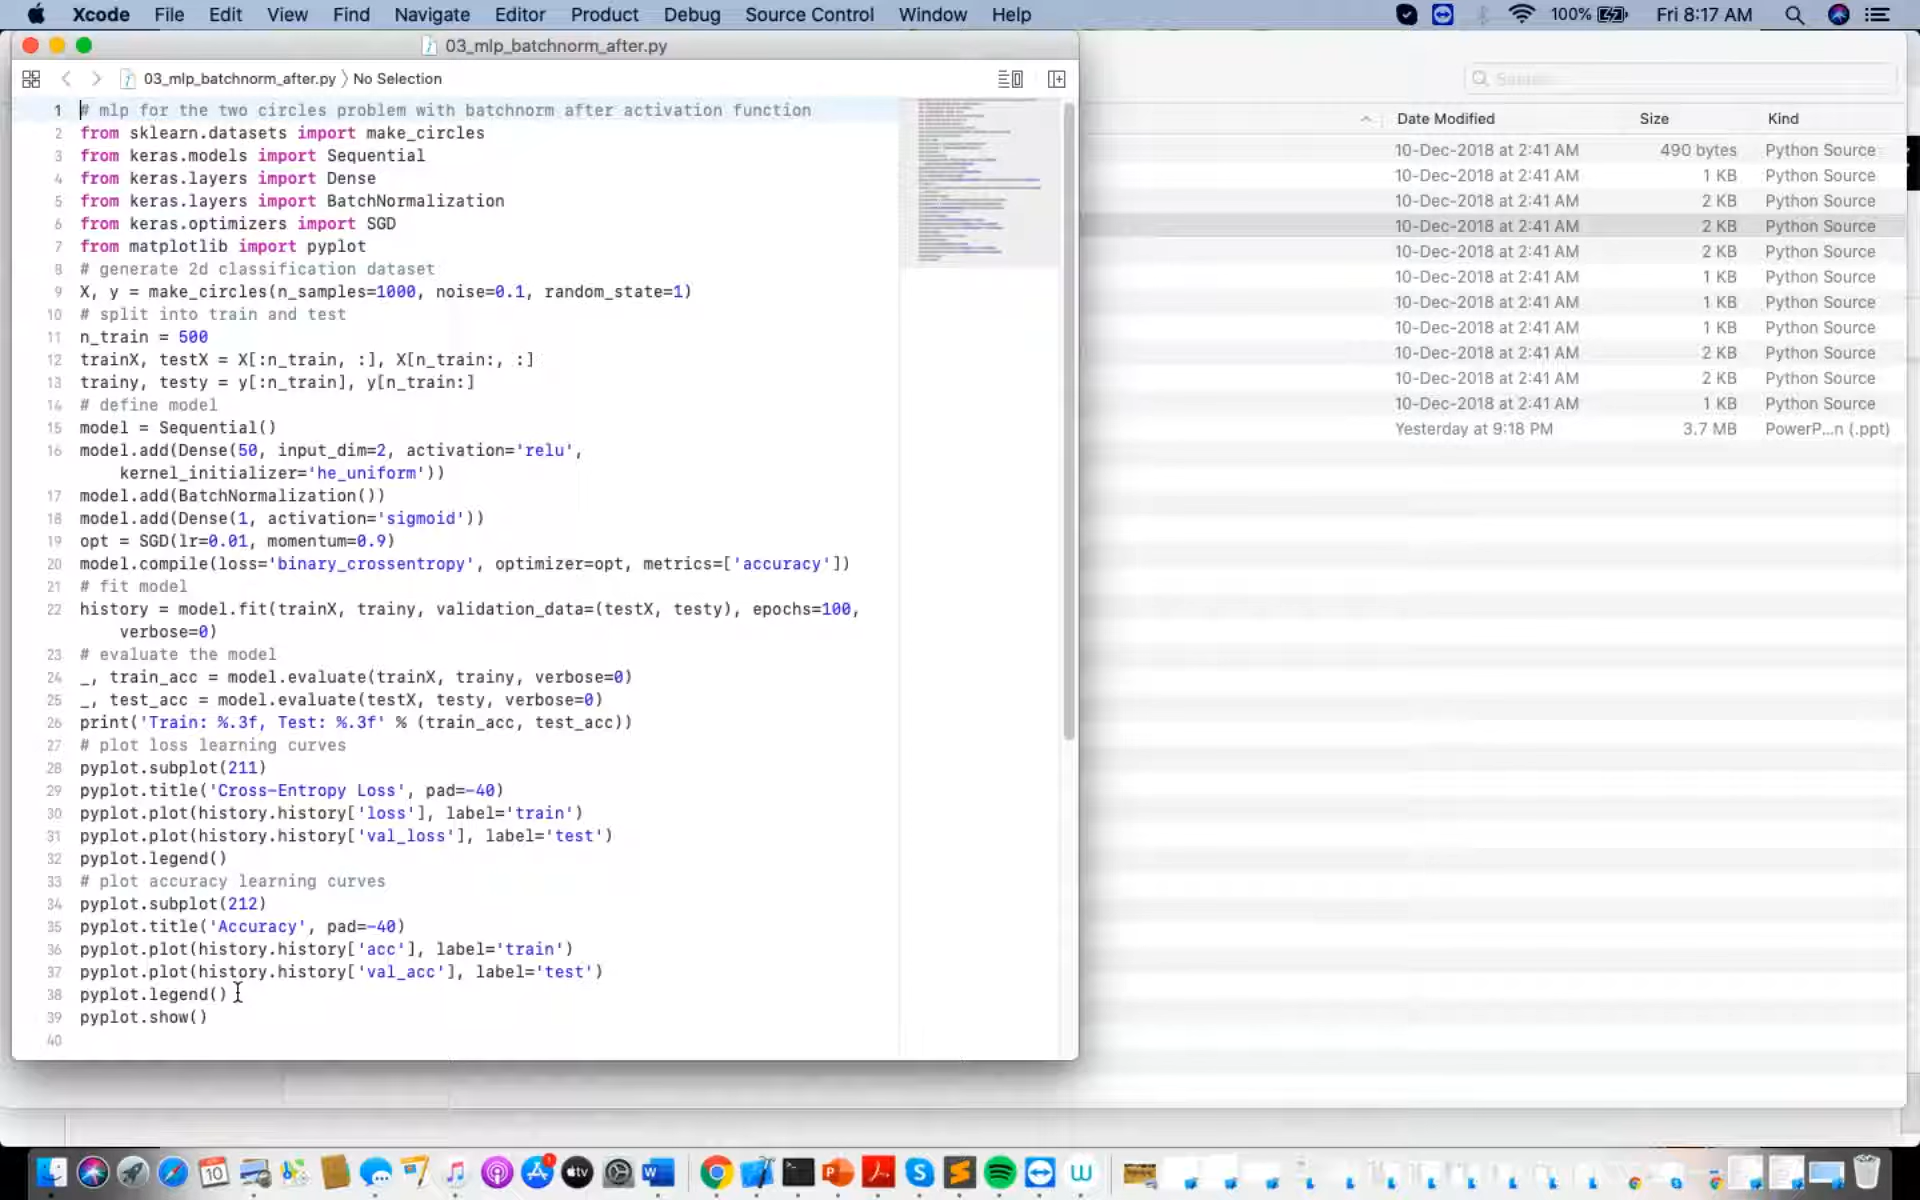 Xcode File Edit View Find Navigate Editor Product Debug Source Control Window Help 100% Fri 8:17 AM
03_mlp_batchnorm_after.py
03_mlp_batchnorm_after.py No Selection
1 # mlp for the two circles problem with batchnorm after activation function
2 from sklearn.datasets import make_circles
3 from keras.models import Sequential
4 from keras.layers import Dense
5 from keras.layers import BatchNormalization
6 from keras.optimizers import SGD
7 from matplotlib import pyplot
8 # generate 2d classification dataset
9 X, y = make_circles(n_samples=1000, noise=0.1, random_state=1)
10 # split into train and test
11 n_train = 500
12 trainX, testX = X[:n_train, :], X[n_train:, :]
13 trainy, testy = y[:n_train], y[n_train:]
14 # define model
15 model = Sequential()
16 model.add(Dense(50, input_dim=2, activation='relu',
kernel_initializer='he_uniform'))
17 model.add(BatchNormalization())
18 model.add(Dense(1, activation='sigmoid'))
19 opt = SGD(lr=0.01, momentum=0.9)
20 model.compile(loss='binary_crossentropy', optimizer=opt, metrics=['accuracy'])
21 # fit model
22 history = model.fit(trainX, trainy, validation_data=(testX, testy), epochs=100,
verbose=0)
23 # evaluate the model
24 _, train_acc = model.evaluate(trainX, trainy, verbose=0)
25 _, test_acc = model.evaluate(testX, testy, verbose=0)
26 print('Train: %.3f, Test: %.3f' % (train_acc, test_acc))
27 # plot loss learning curves
28 pyplot.subplot(211)
29 pyplot.title('Cross-Entropy Loss', pad=-40)
30 pyplot.plot(history.history['loss'], label='train')
31 pyplot.plot(history.history['val_loss'], label='test')
32 pyplot.legend()
33 # plot accuracy learning curves
34 pyplot.subplot(212)
35 pyplot.title('Accuracy', pad=-40)
36 pyplot.plot(history.history['acc'], label='train')
37 pyplot.plot(history.history['val_acc'], label='test')
38 pyplot.legend()
39 pyplot.show()
40
Search
Date Modified Size Kind
10-Dec-2018 at 2:41 AM 490 bytes Python Source
10-Dec-2018 at 2:41 AM 1 KB Python Source
10-Dec-2018 at 2:41 AM 2 KB Python Source
10-Dec-2018 at 2:41 AM 2 KB Python Source
10-Dec-2018 at 2:41 AM 2 KB Python Source
10-Dec-2018 at 2:41 AM 1 KB Python Source
10-Dec-2018 at 2:41 AM 1 KB Python Source
10-Dec-2018 at 2:41 AM 1 KB Python Source
10-Dec-2018 at 2:41 AM 2 KB Python Source
10-Dec-2018 at 2:41 AM 2 KB Python Source
10-Dec-2018 at 2:41 AM 1 KB Python Source
Yesterday at 9:18 PM 3.7 MB PowerP...n (.ppt)
10 tv W P S W